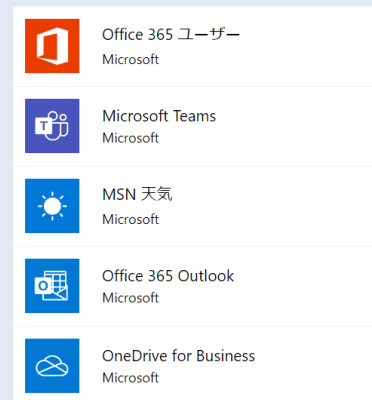 Office 365 ユーザー
Microsoft
T
Microsoft Teams
Microsoft
MSN 天気
Microsoft
O
Office 365 Outlook
Microsoft
OneDrive for Business
Microsoft